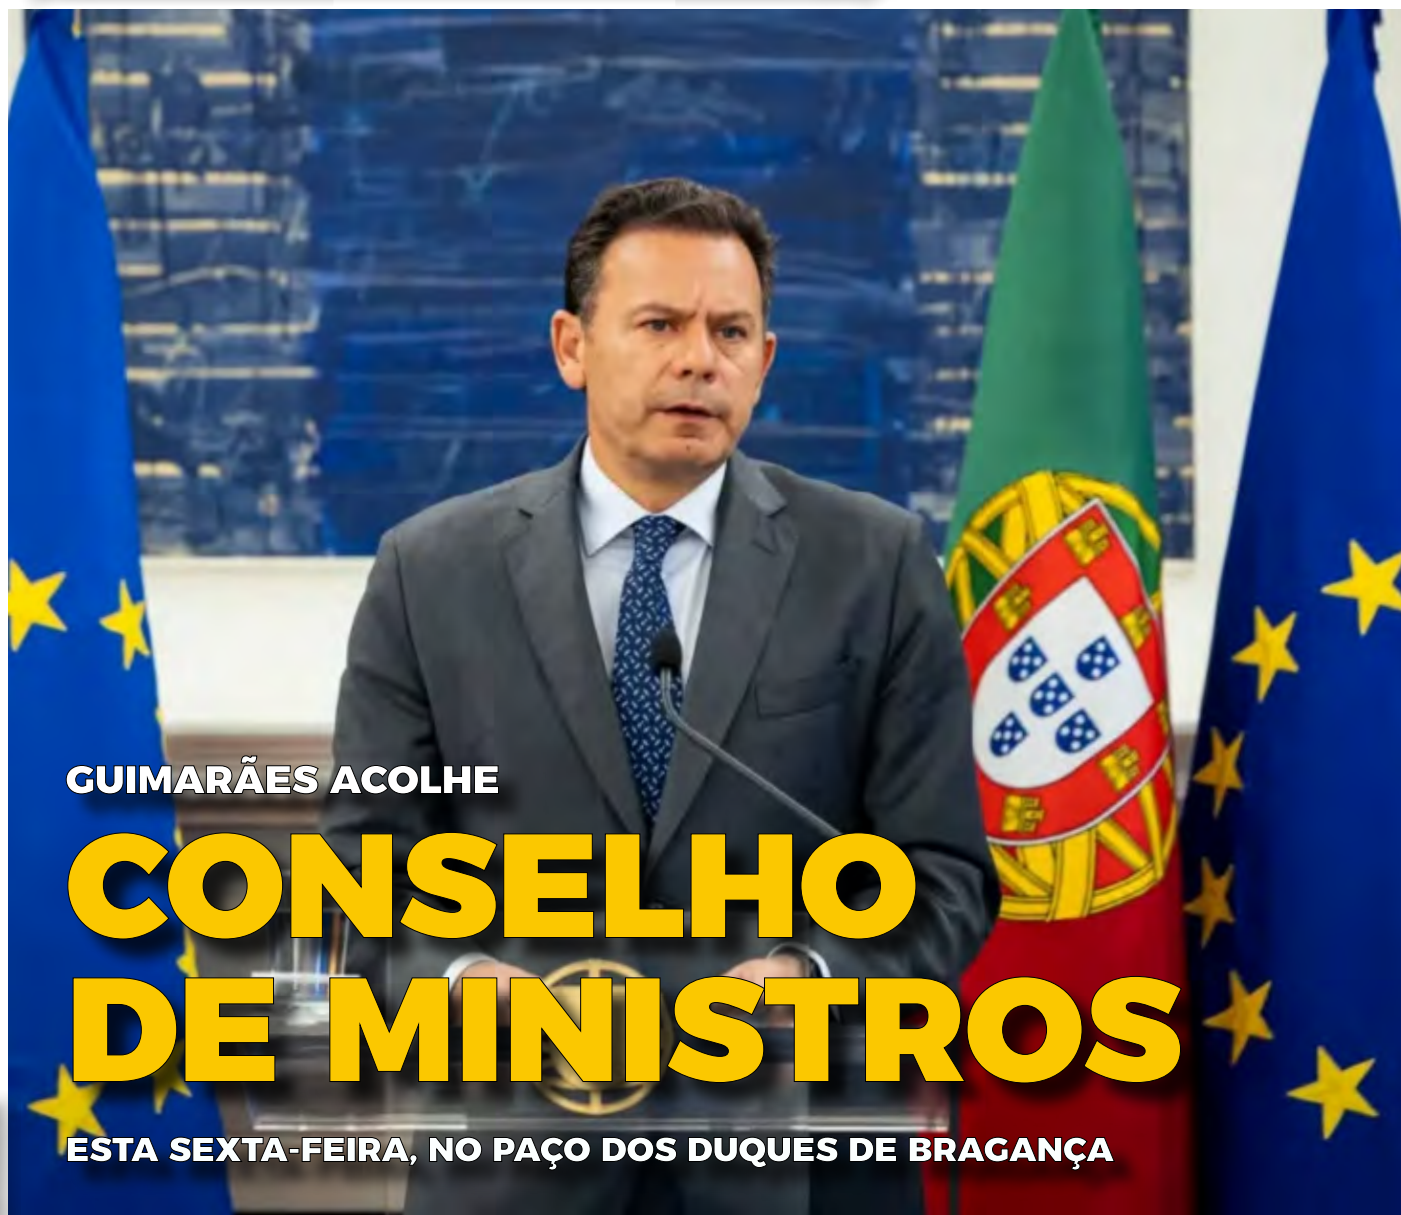 GUIMARÃES ACOLHE
CONSELHO
DE MINISTROS
ESTA SEXTA-FEIRA, NO PAÇO DOS DUQUES DE BRAGANÇA